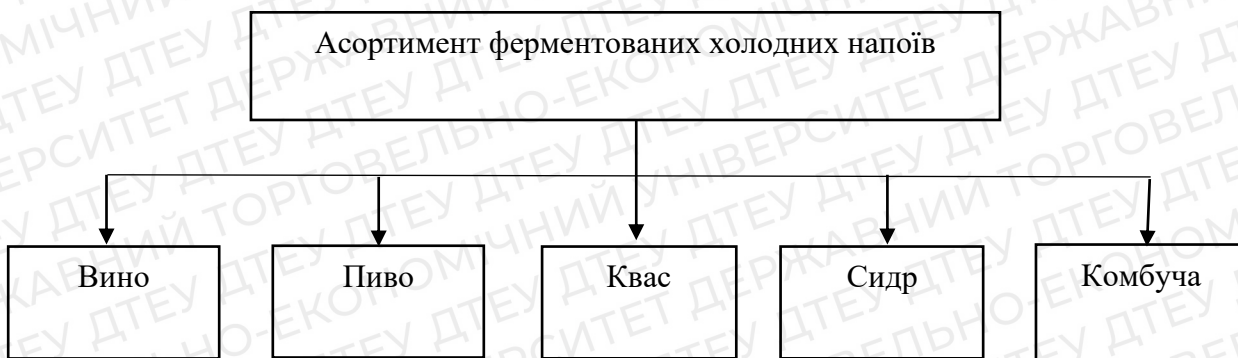 Асортимент ферментованих холодних напоїв
Вино
Пиво
Квас
Сидр
Комбуча